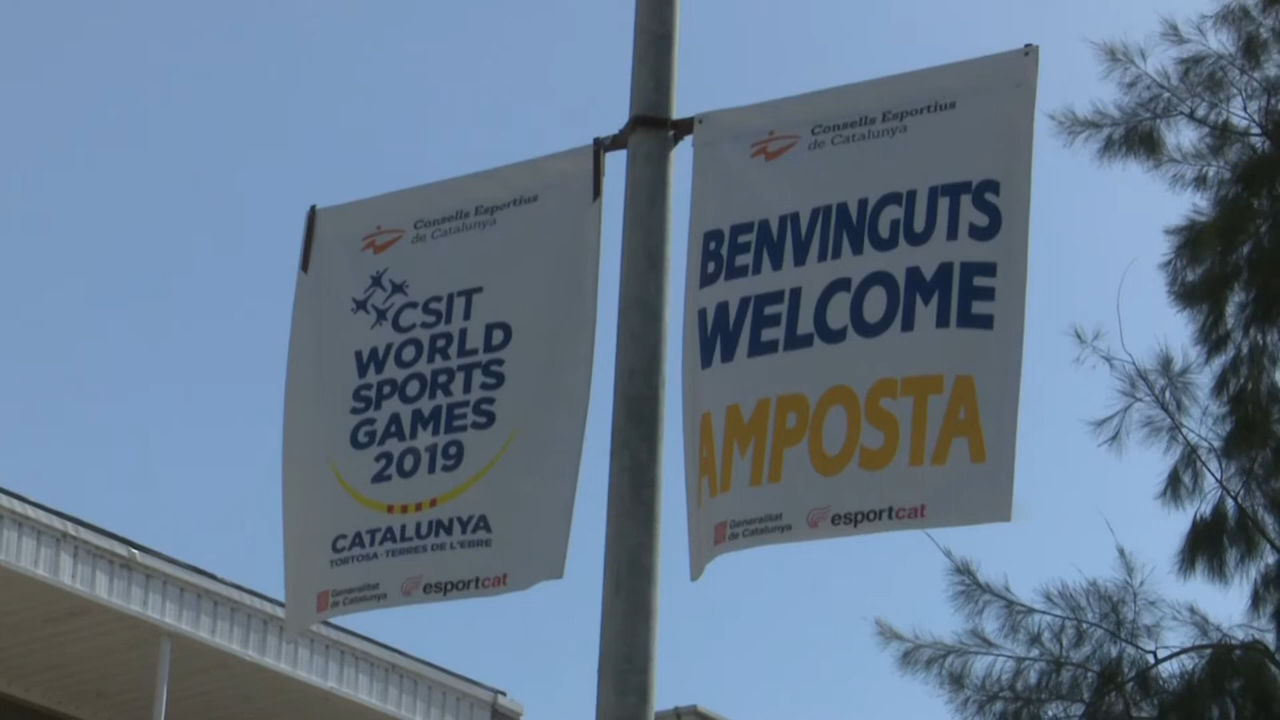 Consells Esportius
de Catalunya
CSIT
WORLD
SPORTS
GAMES
2019
CATALUNYA
TORTOSA - TERRES DE L'EBRE
Generalitat
de Catalunya
esportcat
Consells Esportius
de Catalunya
BENVINGUTS
WELCOME
AMPOSTA
Generalitat
de Catalunya
esportcat